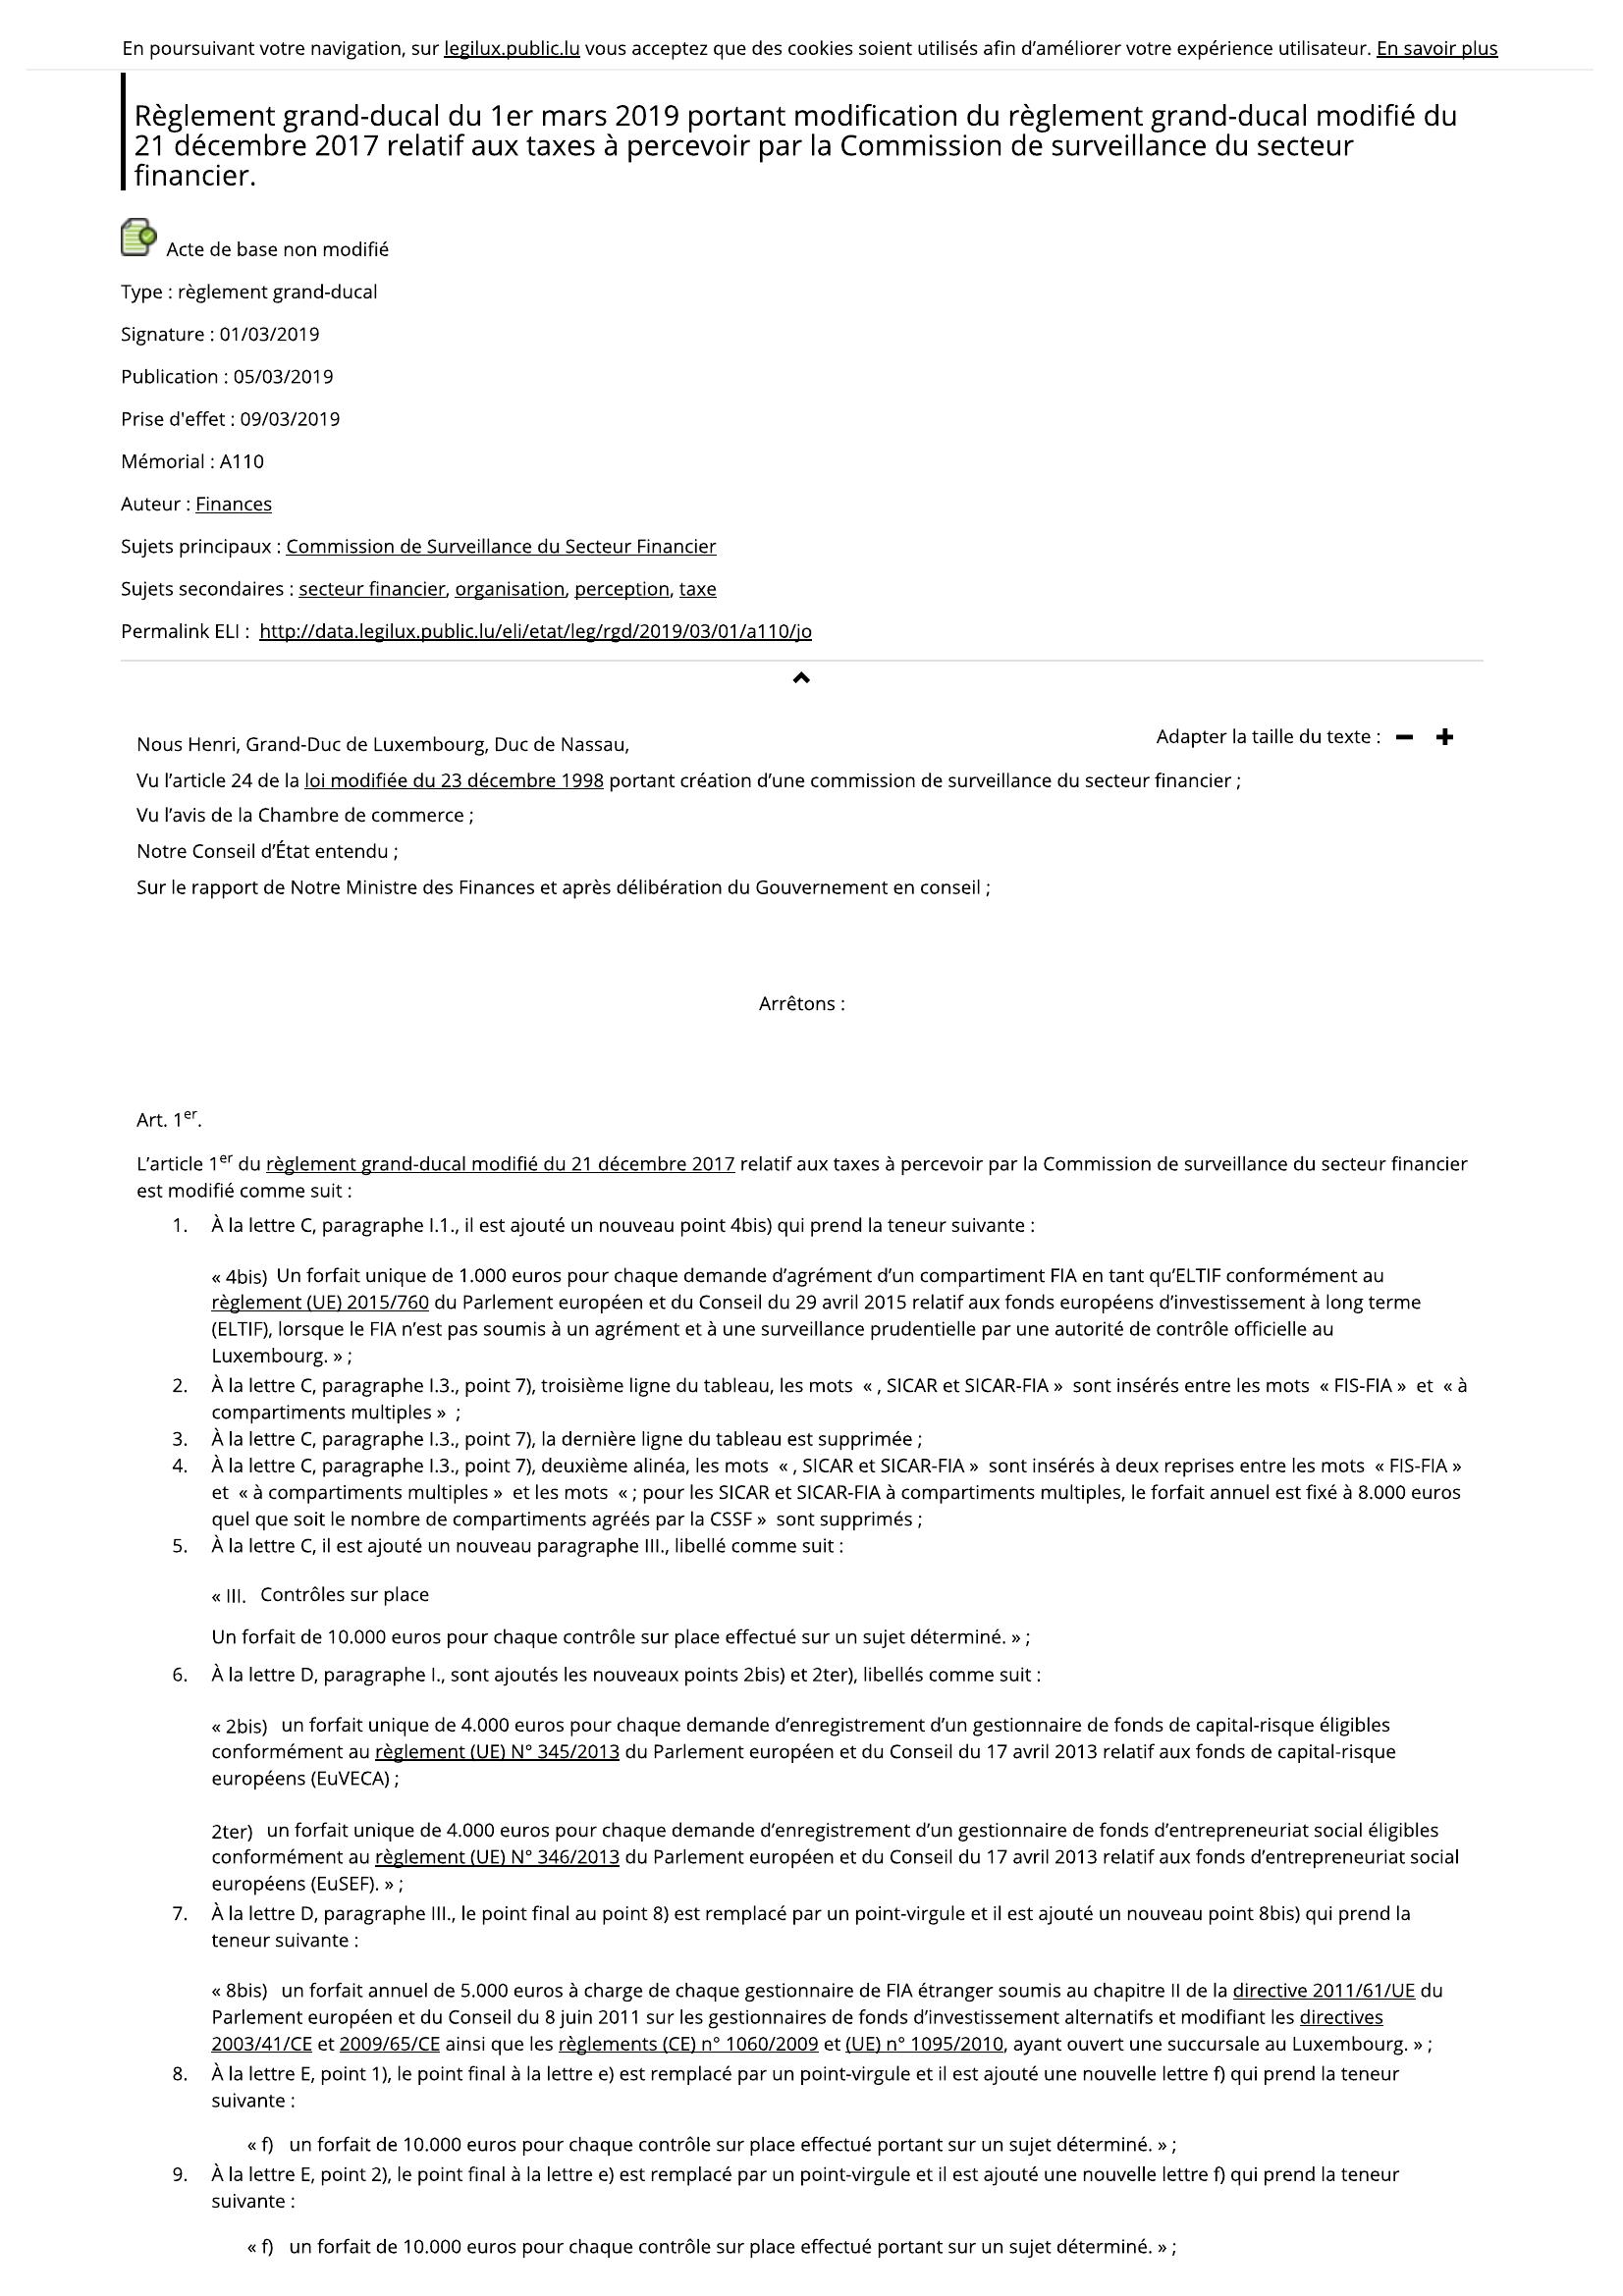 En poursuivant votre navigation, sur legilux.public.lu vous acceptez que des cookies soient utilisés afin d’améliorer votre expérience utilisateur. En savoir plus
Règlement grand-ducal du 1er mars 2019 portant modification du règlement grand-ducal modifié du
21 décembre 2017 relatif aux taxes à percevoir par la Commission de surveillance du secteur
financier.
Acte de base non modifié
Type : règlement grand-ducal
Signature : 01/03/2019
Publication : 05/03/2019
Prise d'effet : 09/03/2019
Mémorial : A110
Auteur : Finances
Sujets principaux : Commission de Surveillance du Secteur Financier
Sujets secondaires : secteur financier, organisation, perception, taxe
Permalink ELI : http://data.legilux.public.lu/eli/etat/leg/rgd/2019/03/01/a110/jo
Adapter la taille du texte :
Nous Henri, Grand-Duc de Luxembourg, Duc de Nassau,
Vu l’article 24 de la loi modifiée du 23 décembre 1998 portant création d’une commission de surveillance du secteur financier ;
Vu l’avis de la Chambre de commerce ;
Notre Conseil d’État entendu ;
Sur le rapport de Notre Ministre des Finances et après délibération du Gouvernement en conseil ;
Arrêtons :
Art. 1er.
L’article 1er du règlement grand-ducal modifié du 21 décembre 2017 relatif aux taxes à percevoir par la Commission de surveillance du secteur financier
est modifié comme suit :
1. À la lettre C, paragraphe I.1., il est ajouté un nouveau point 4bis) qui prend la teneur suivante :
« 4bis) Un forfait unique de 1.000 euros pour chaque demande d’agrément d’un compartiment FIA en tant qu’ELTIF conformément au
règlement (UE) 2015/760 du Parlement européen et du Conseil du 29 avril 2015 relatif aux fonds européens d’investissement à long terme
(ELTIF), lorsque le FIA n’est pas soumis à un agrément et à une surveillance prudentielle par une autorité de contrôle officielle au
Luxembourg. » ;
2. À la lettre C, paragraphe I.3., point 7), troisième ligne du tableau, les mots « , SICAR et SICAR-FIA » sont insérés entre les mots « FIS-FIA » et « à
compartiments multiples » ;
3. À la lettre C, paragraphe I.3., point 7), la dernière ligne du tableau est supprimée ;
4. À la lettre C, paragraphe I.3., point 7), deuxième alinéa, les mots « , SICAR et SICAR-FIA » sont insérés à deux reprises entre les mots « FIS-FIA »
et « à compartiments multiples » et les mots « ; pour les SICAR et SICAR-FIA à compartiments multiples, le forfait annuel est fixé à 8.000 euros
quel que soit le nombre de compartiments agréés par la CSSF » sont supprimés ;
5. À la lettre C, il est ajouté un nouveau paragraphe III., libellé comme suit :
« III. Contrôles sur place
Un forfait de 10.000 euros pour chaque contrôle sur place effectué sur un sujet déterminé. » ;
6. À la lettre D, paragraphe I., sont ajoutés les nouveaux points 2bis) et 2ter), libellés comme suit :
« 2bis) un forfait unique de 4.000 euros pour chaque demande d’enregistrement d’un gestionnaire de fonds de capital-risque éligibles
conformément au règlement (UE) N° 345/2013 du Parlement européen et du Conseil du 17 avril 2013 relatif aux fonds de capital-risque
européens (EuVECA) ;
2ter) un forfait unique de 4.000 euros pour chaque demande d’enregistrement d’un gestionnaire de fonds d’entrepreneuriat social éligibles
conformément au règlement (UE) N° 346/2013 du Parlement européen et du Conseil du 17 avril 2013 relatif aux fonds d’entrepreneuriat social
européens (EuSEF). » ;
7. À la lettre D, paragraphe III., le point final au point 8) est remplacé par un point-virgule et il est ajouté un nouveau point 8bis) qui prend la
teneur suivante :
« 8bis) un forfait annuel de 5.000 euros à charge de chaque gestionnaire de FIA étranger soumis au chapitre II de la directive 2011/61/UE du
Parlement européen et du Conseil du 8 juin 2011 sur les gestionnaires de fonds d’investissement alternatifs et modifiant les directives
2003/41/CE et 2009/65/CE ainsi que les règlements (CE) n° 1060/2009 et (UE) n° 1095/2010, ayant ouvert une succursale au Luxembourg. » ;
8. À la lettre E, point 1), le point final à la lettre e) est remplacé par un point-virgule et il est ajouté une nouvelle lettre f) qui prend la teneur
suivante :
« f) un forfait de 10.000 euros pour chaque contrôle sur place effectué portant sur un sujet déterminé. » ;
9. À la lettre E, point 2), le point final à la lettre e) est remplacé par un point-virgule et il est ajouté une nouvelle lettre f) qui prend la teneur
suivante :
« f) un forfait de 10.000 euros pour chaque contrôle sur place effectué portant sur un sujet déterminé. » ;